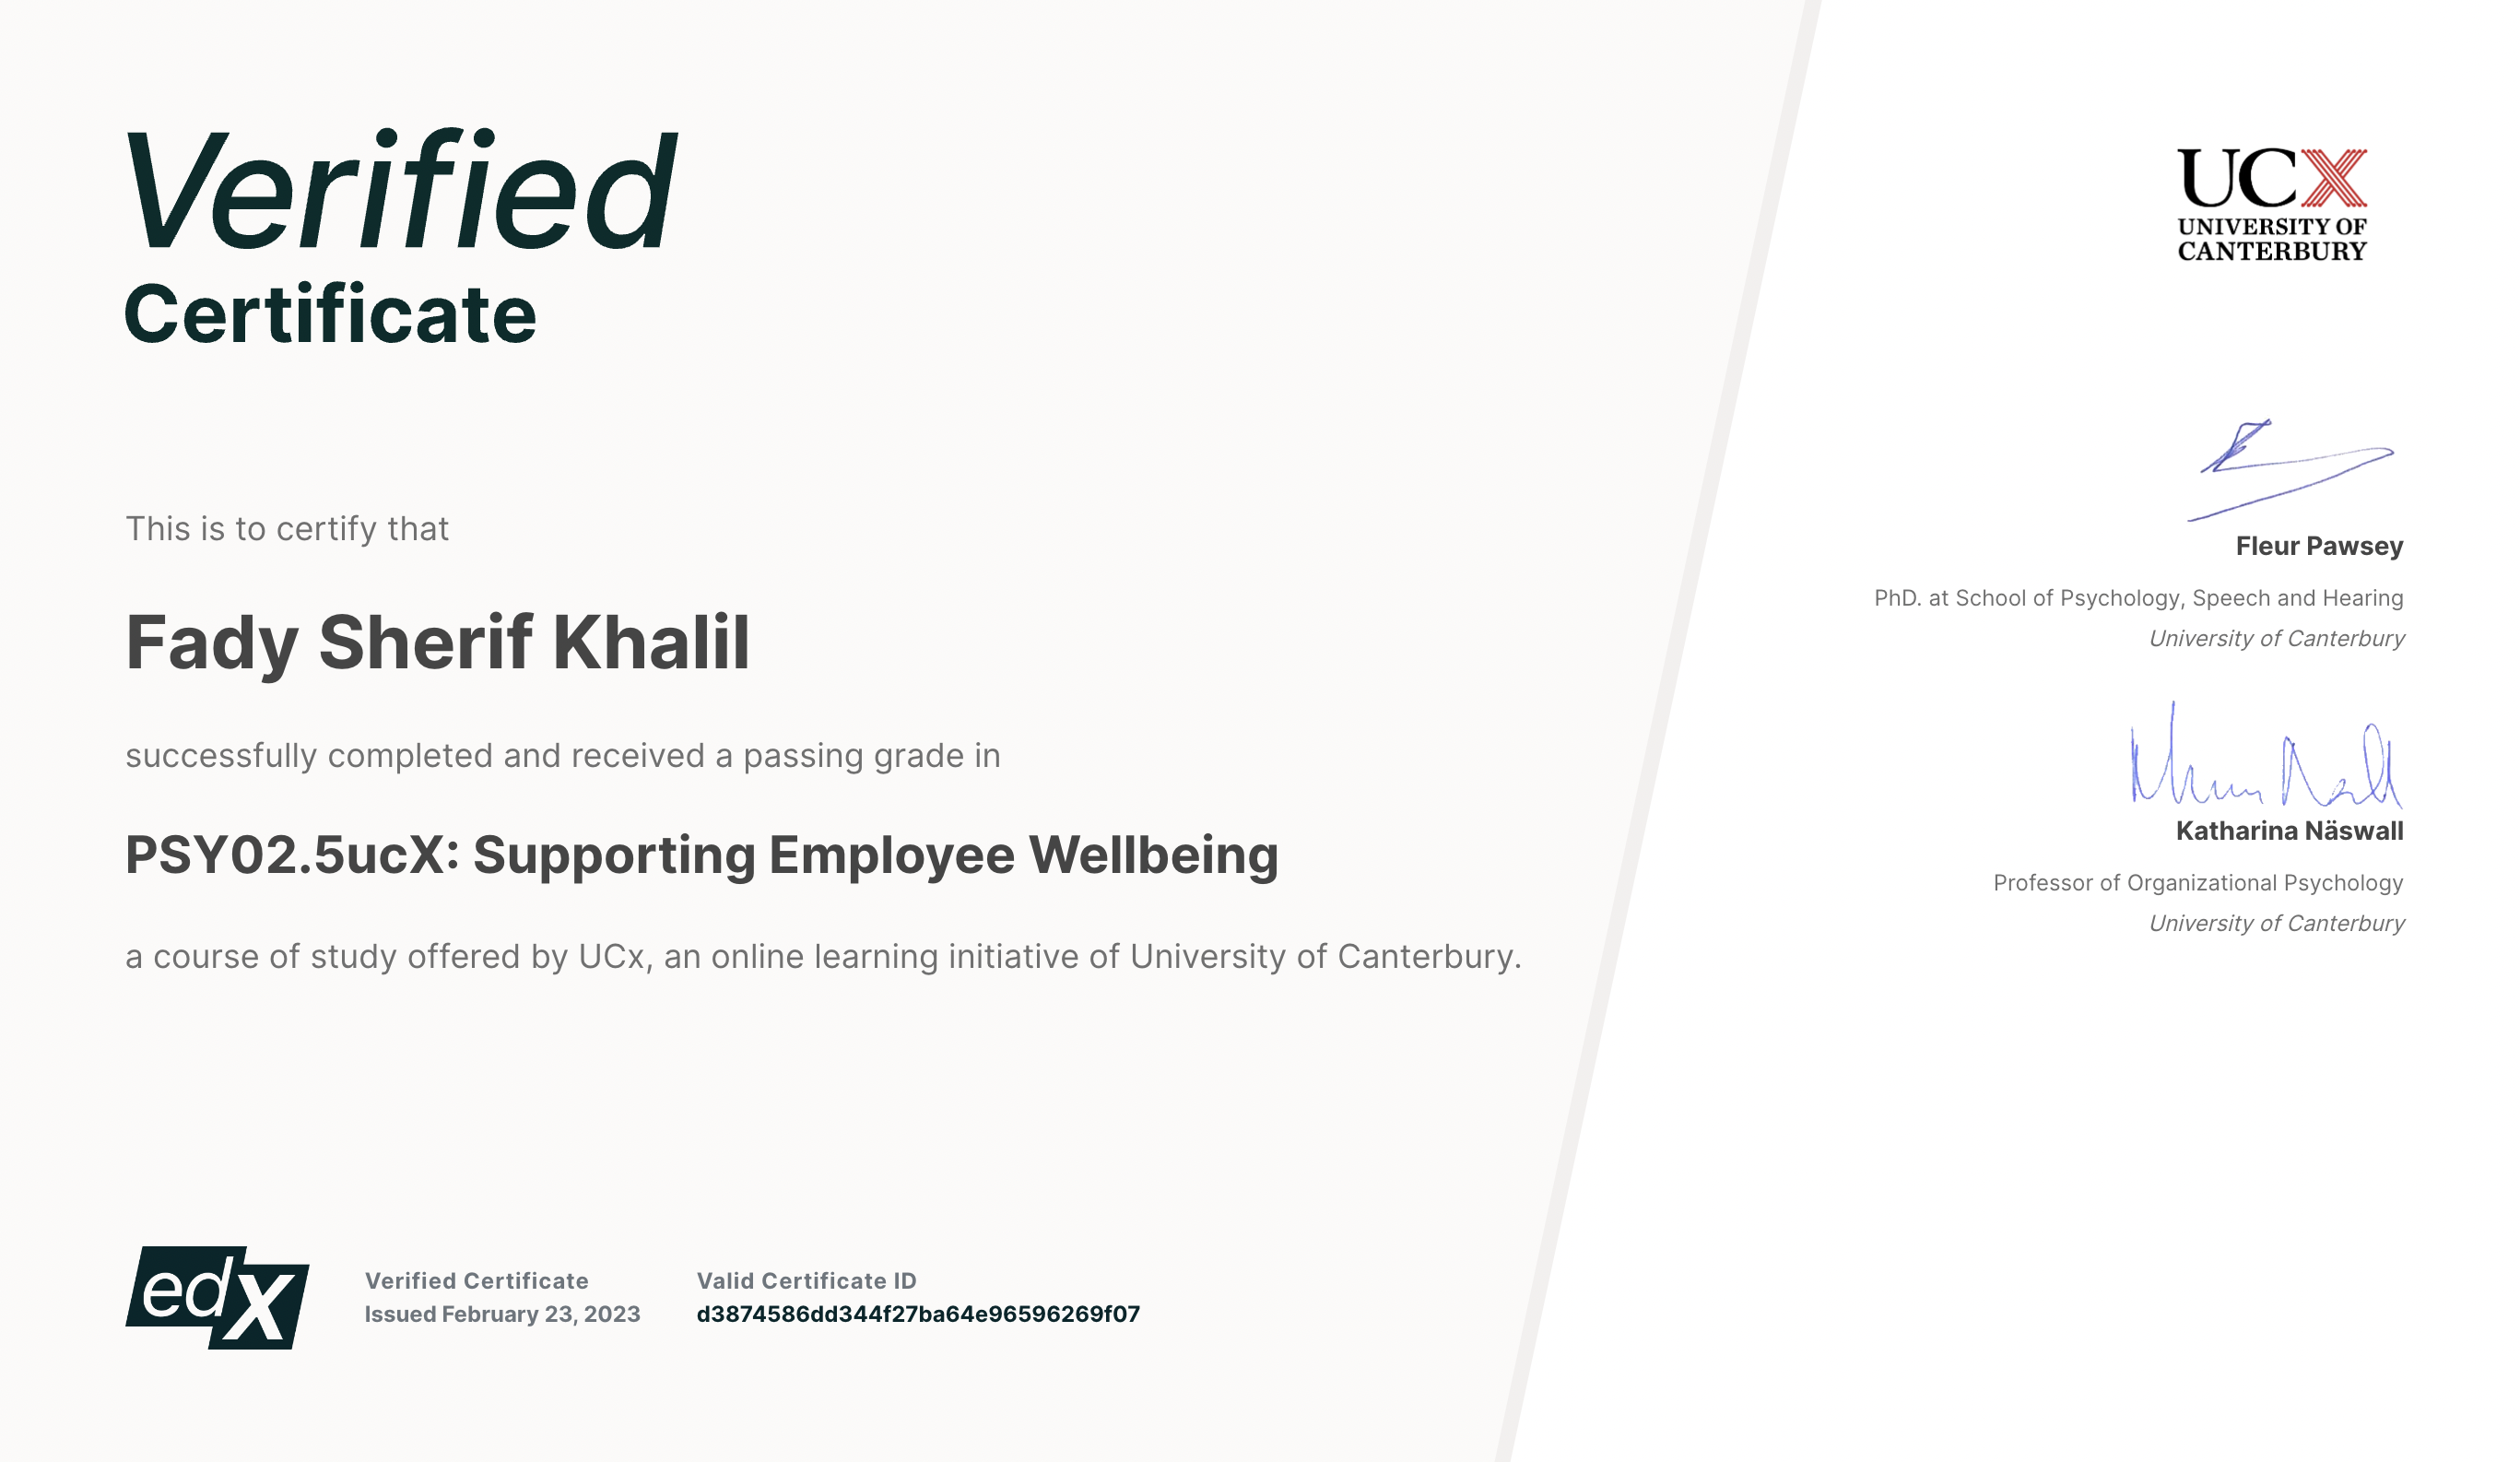 Verified
Certificate
This is to certify that
Fady Sherif Khalil
successfully completed and received a passing grade in
PSY02.5ucX: Supporting Employee Wellbeing
a course of study offered by UCx, an online learning initiative of University of Canterbury.
edX
Verified Certificate
Issued February 23, 2023
Valid Certificate ID
d3874586dd344f27ba64e96596269f07
UCX
UNIVERSITY OF
CANTERBURY
Fleur Pawsey
PhD. at School of Psychology, Speech and Hearing
University of Canterbury
Katharina Näswall
Professor of Organizational Psychology
University of Canterbury